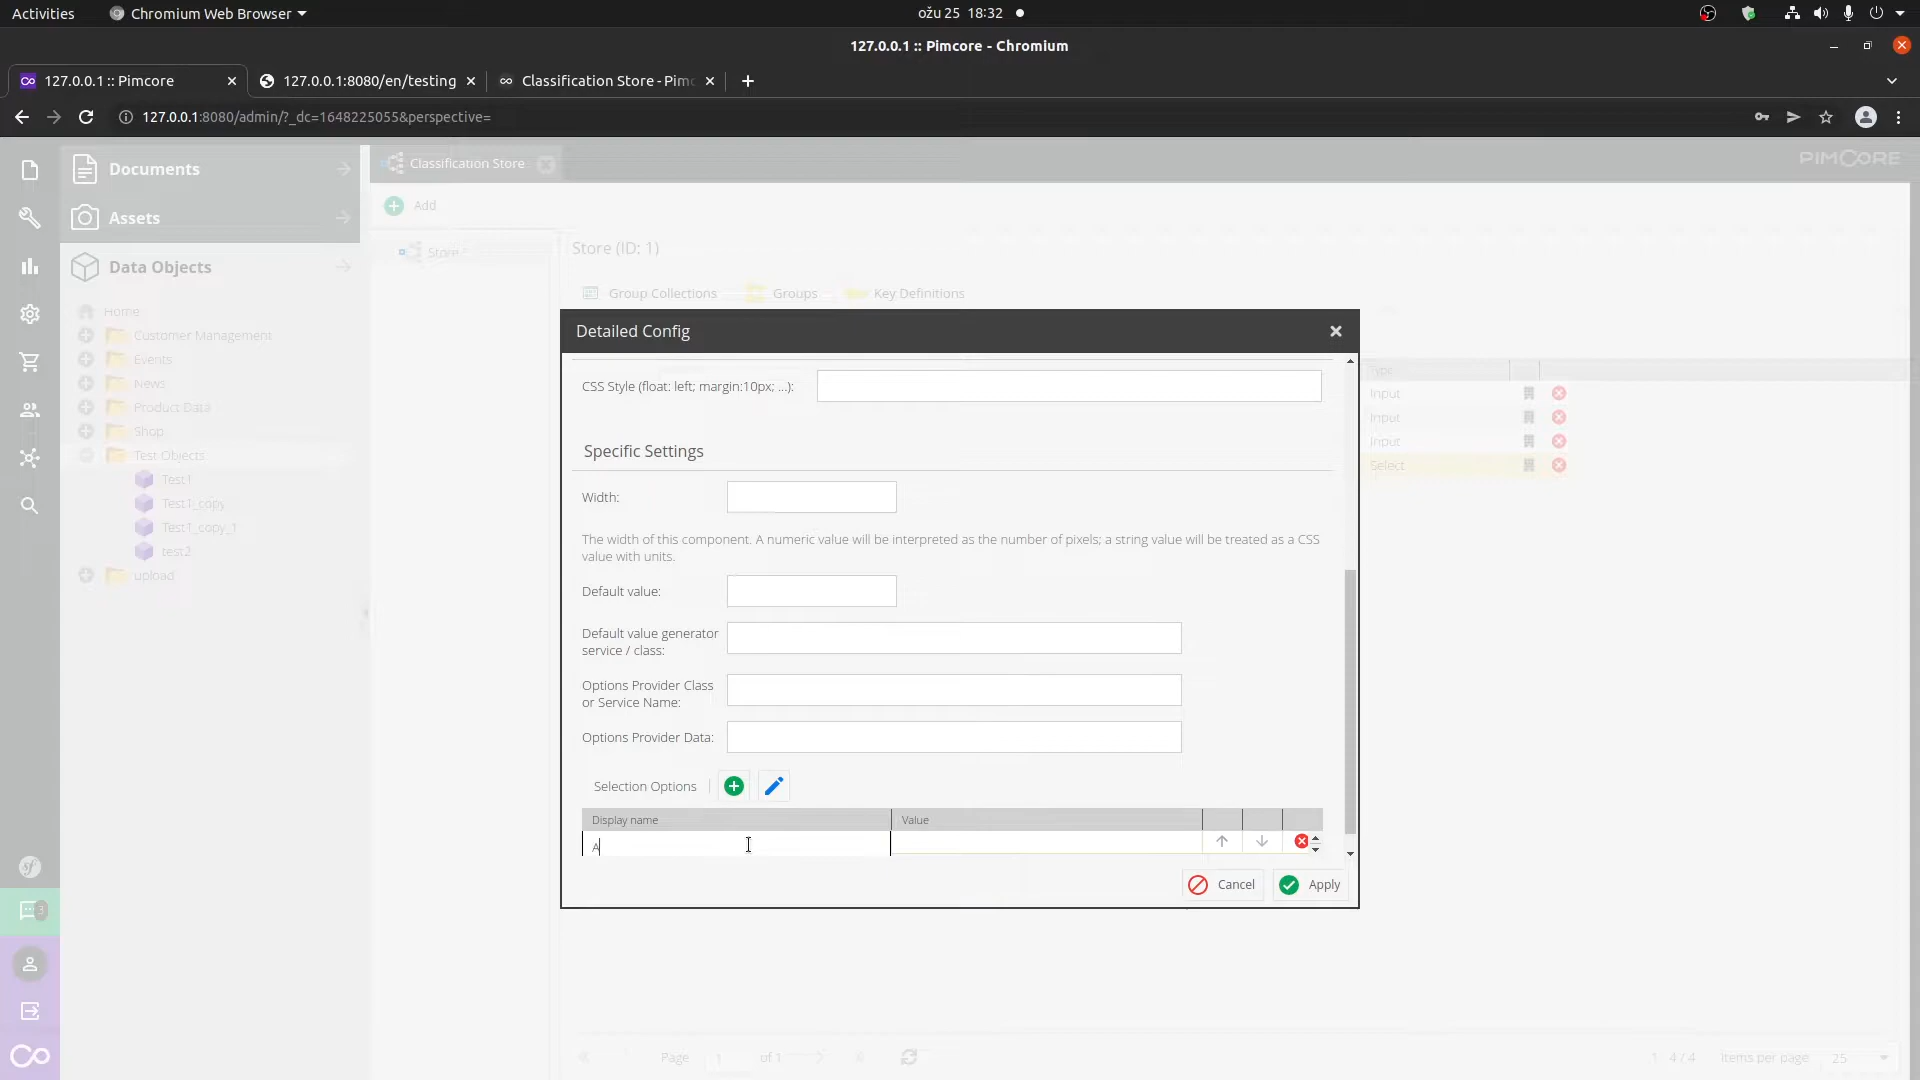 Activities
Chromium Web Browser
ožu 25 18:32
127.0.0.1 :: Pimcore - Chromium
127.0.0.1 :: Pimcore
127.0.0.1:8080/en/testing
Classification Store - Pimc
127.0.0.1:8080/admin/?_dc=1648225055&perspective=
Documents
Assets
Data Objects
Home
Customer Management
Events
News
Product Data
Shop
Test Objects
Test1
Test1_copy
Test1_copy_1
test2
upload
3
Classification Store
PIMCORE
Add
Store
Store (ID: 1)
Group Collections
Groups
Key Definitions
Type
Input
Input
Input
Select
Detailed Config
CSS Style (float: left; margin:10px; ...):
Specific Settings
Width:
The width of this component. A numeric value will be interpreted as the number of pixels; a string value will be treated as a CSS
value with units.
Default value:
Default value generator
service / class:
Options Provider Class
or Service Name:
Options Provider Data:
Selection Options
Display name
Value
A
Cancel
Apply
Page 1 of 1
1 - 4 / 4
Items per page 25